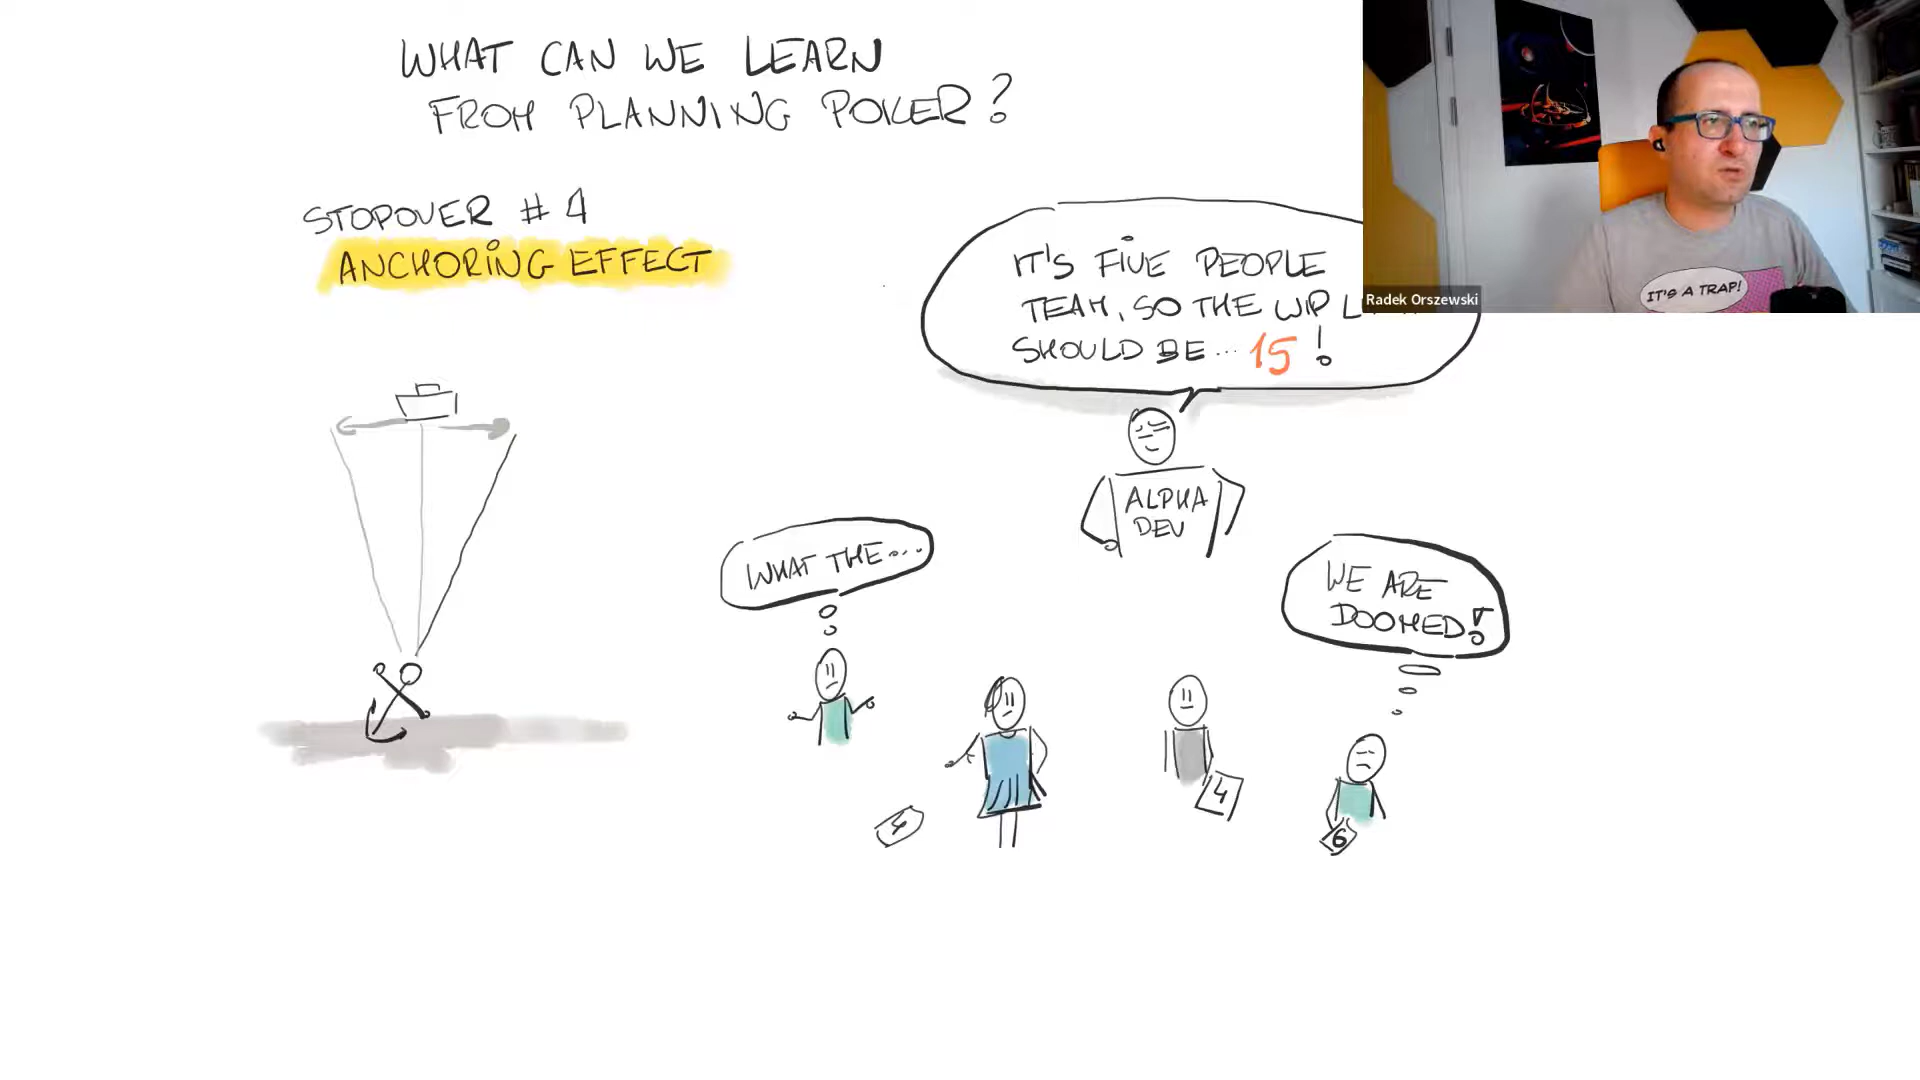 WHAT CAN WE LEARN
FROM PLANNING POKER?
STOPOVER # 4
ANCHORING EFFECT
IT'S FIVE PEOPLE
TEAM, SO THE WIP
SHOULD BE... 15!
Radek Orszewski
IT'S A TRAP!
ALPHA
DEV
WHAT THE....
WE ARE
DOOMED!
4
6